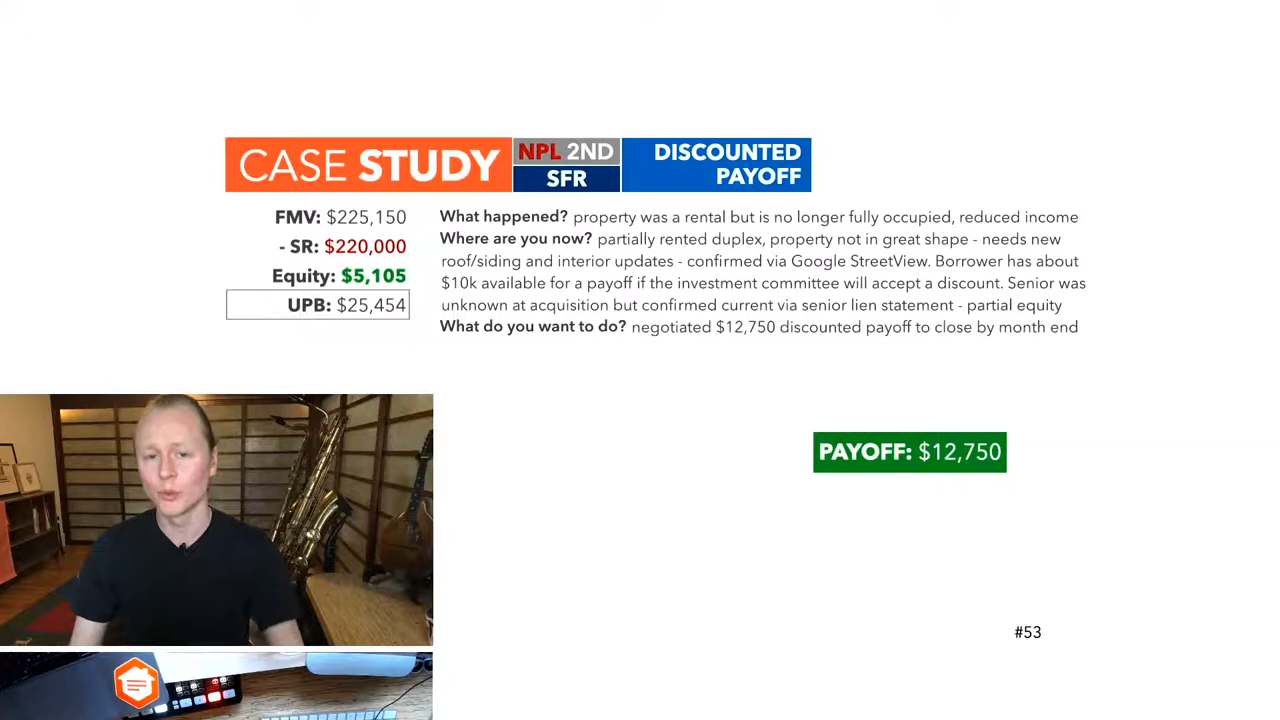 CASE STUDY
NPL 2ND
SFR
DISCOUNTED
PAYOFF
FMV: $225,150
- SR: $220,000
Equity: $5,105
UPB: $25,454
What happened? property was a rental but is no longer fully occupied, reduced income
Where are you now? partially rented duplex, property not in great shape - needs new
roof/siding and interior updates - confirmed via Google StreetView. Borrower has about
$10k available for a payoff if the investment committee will accept a discount. Senior was
unknown at acquisition but confirmed current via senior lien statement - partial equity
What do you want to do? negotiated $12,750 discounted payoff to close by month end
PAYOFF: $12,750
#53